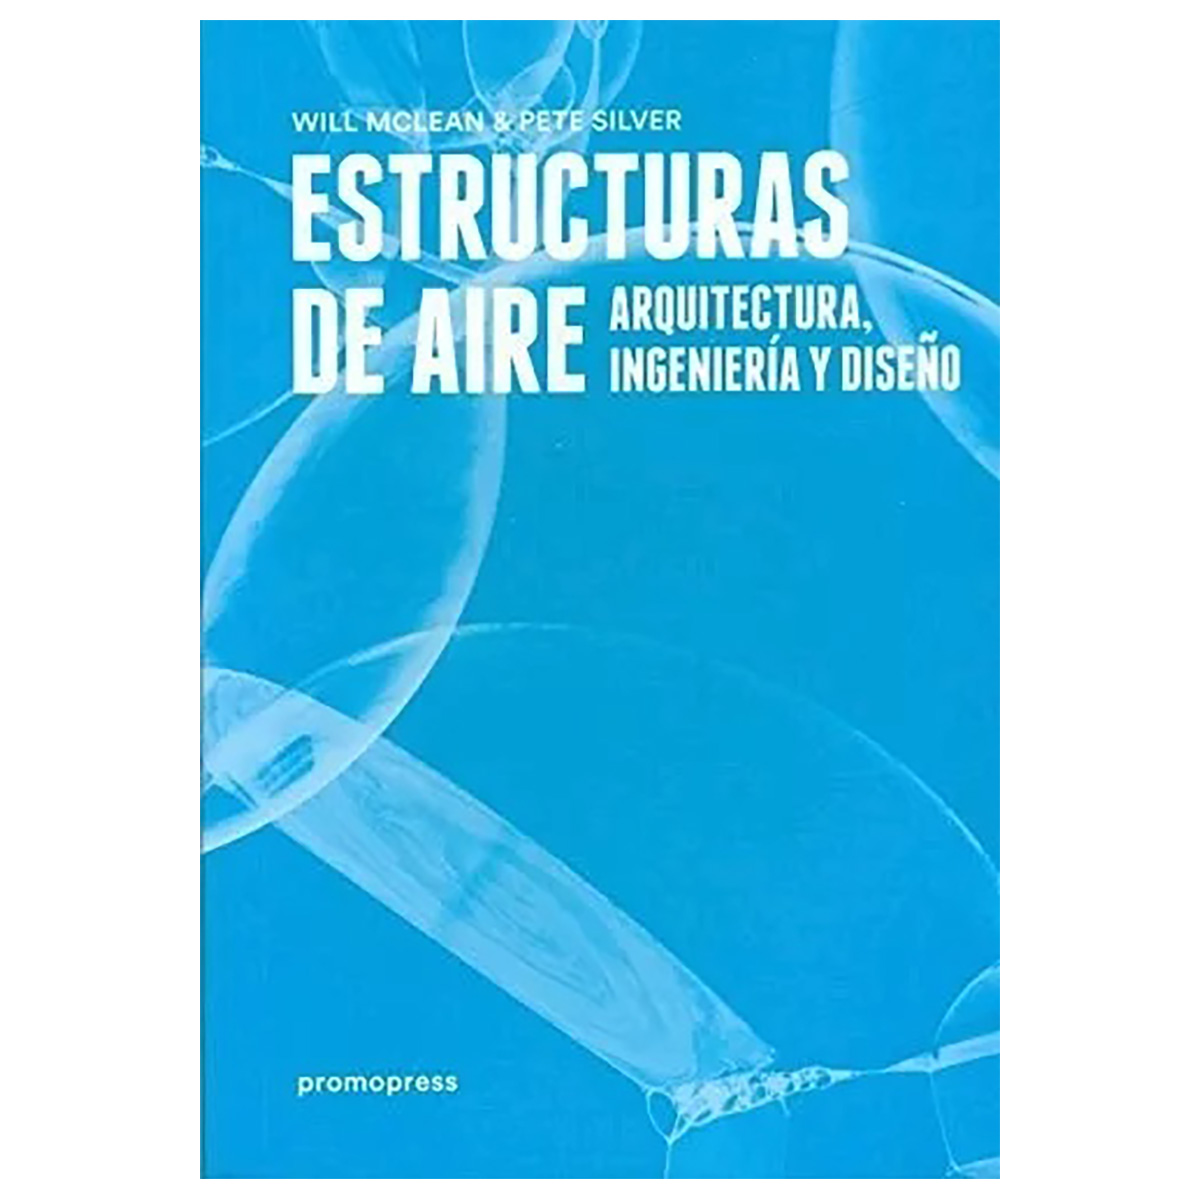 WILL MCLEAN & PETE SILVER
ESTRUCTURAS
DE AIRE
ARQUITECTURA,
INGENIERÍA Y DISEÑO
promopress